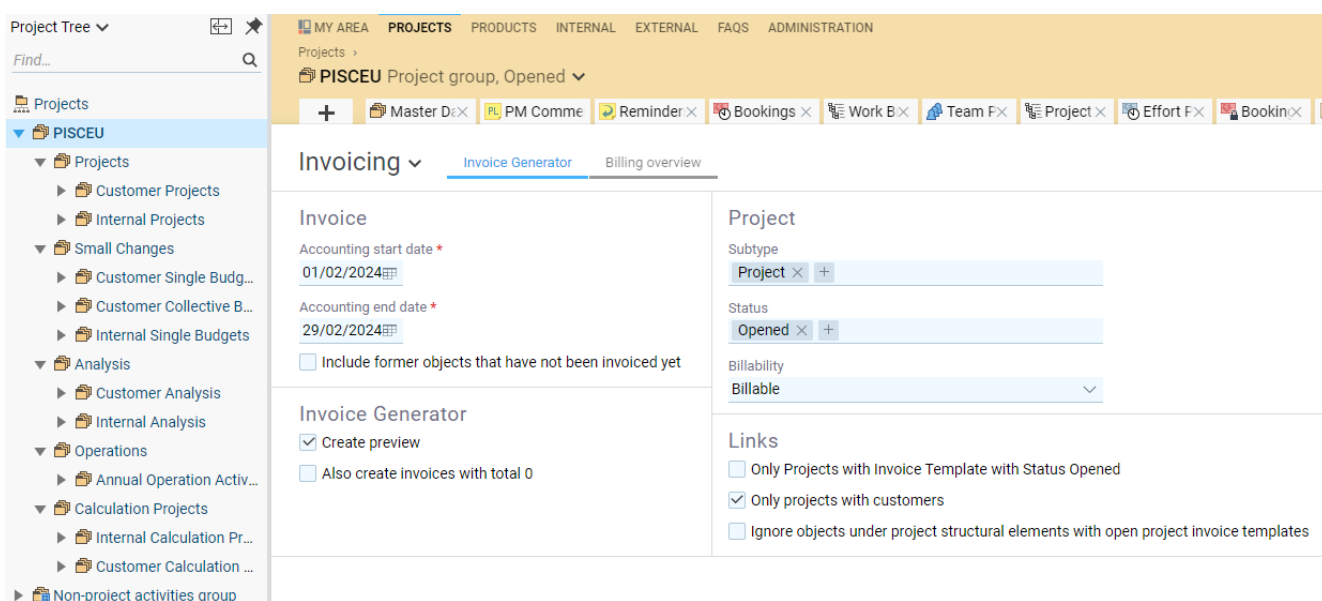 Project Tree
Find...
Projects
PISCEU
Projects
Customer Projects
Internal Projects
Small Changes
Customer Single Budg...
Customer Collective B...
Internal Single Budgets
Analysis
Customer Analysis
Internal Analysis
Operations
Annual Operation Activ...
Calculation Projects
Internal Calculation Pr...
Customer Calculation ...
Non-project activities group
MY AREA PROJECTS PRODUCTS INTERNAL EXTERNAL FAQS ADMINISTRATION
Projects ›
PISCEU Project group, Opened
+ Master Da PL PM Comme Reminder Bookings Work B Team P Project Effort P Booking
Invoicing Invoice Generator Billing overview
Invoice
Accounting start date *
01/02/2024
Accounting end date *
29/02/2024
Include former objects that have not been invoiced yet
Invoice Generator
Create preview
Also create invoices with total 0
Project
Subtype
Project × +
Status
Opened × +
Billability
Billable
Links
Only Projects with Invoice Template with Status Opened
Only projects with customers
Ignore objects under project structural elements with open project invoice templates